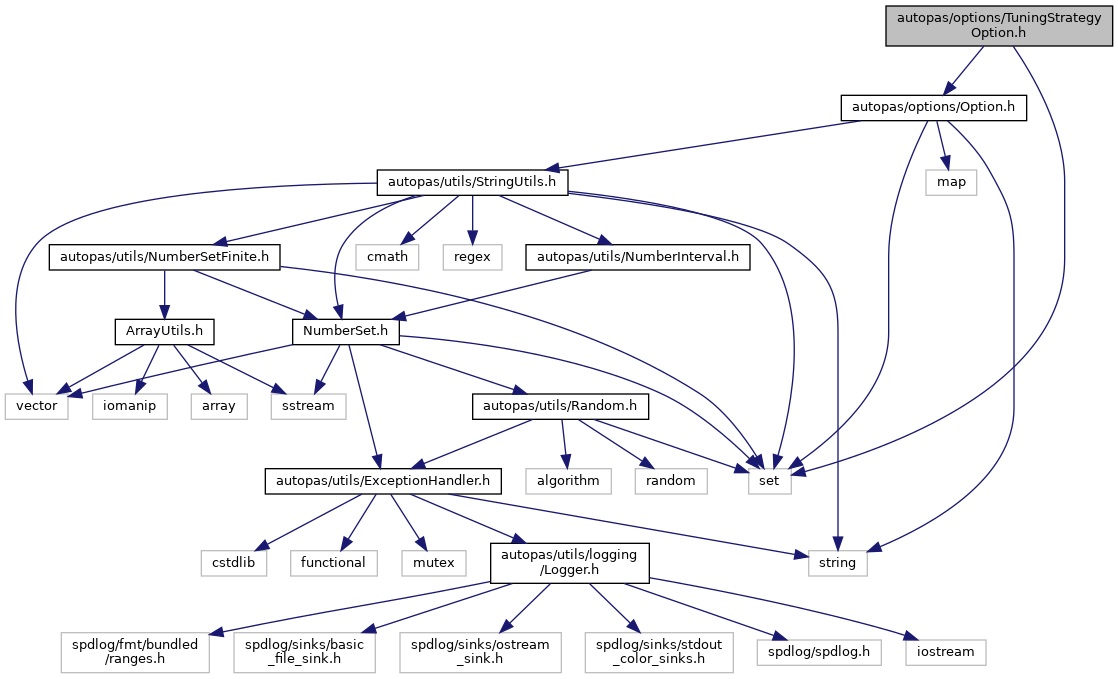 autopas/options/TuningStrategy
Option.h
autopas/options/Option.h
autopas/utils/StringUtils.h
map
autopas/utils/NumberSetFinite.h
cmath
regex
autopas/utils/NumberInterval.h
ArrayUtils.h
NumberSet.h
vector
iomanip
array
sstream
autopas/utils/Random.h
autopas/utils/ExceptionHandler.h
algorithm
random
set
cstdlib
functional
mutex
autopas/utils/logging
/Logger.h
string
spdlog/fmt/bundled
/ranges.h
spdlog/sinks/basic
_file_sink.h
spdlog/sinks/ostream
_sink.h
spdlog/sinks/stdout
_color_sinks.h
spdlog/spdlog.h
iostream